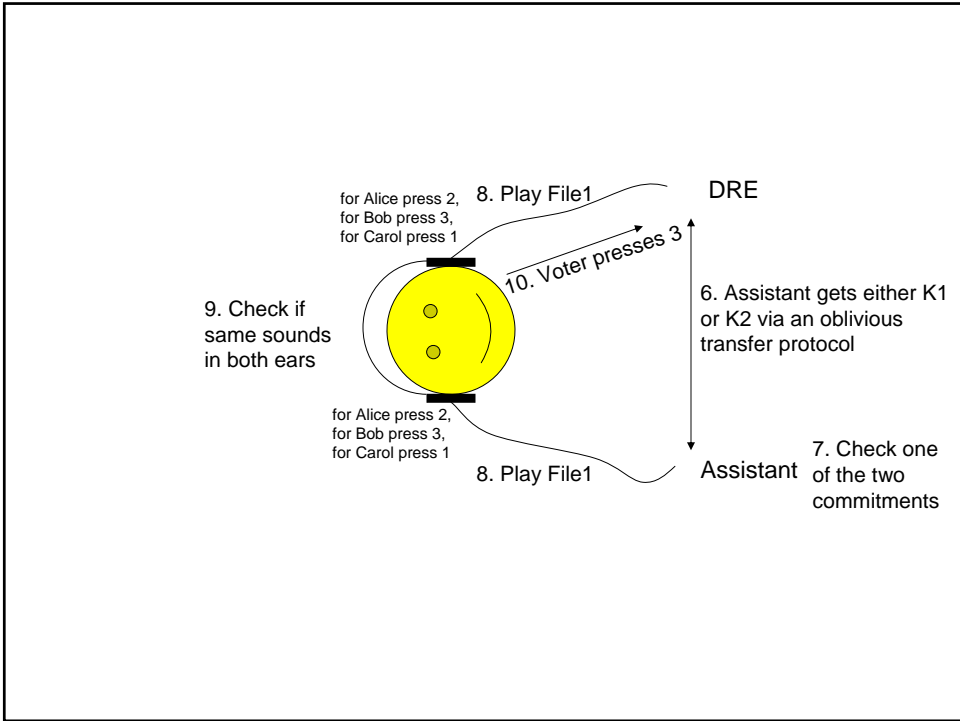 for Alice press 2,
for Bob press 3,
for Carol press 1
8. Play File1
DRE
10. Voter presses 3
9. Check if
same sounds
in both ears
6. Assistant gets either K1
or K2 via an oblivious
transfer protocol
for Alice press 2,
for Bob press 3,
for Carol press 1
8. Play File1
Assistant
7. Check one
of the two
commitments